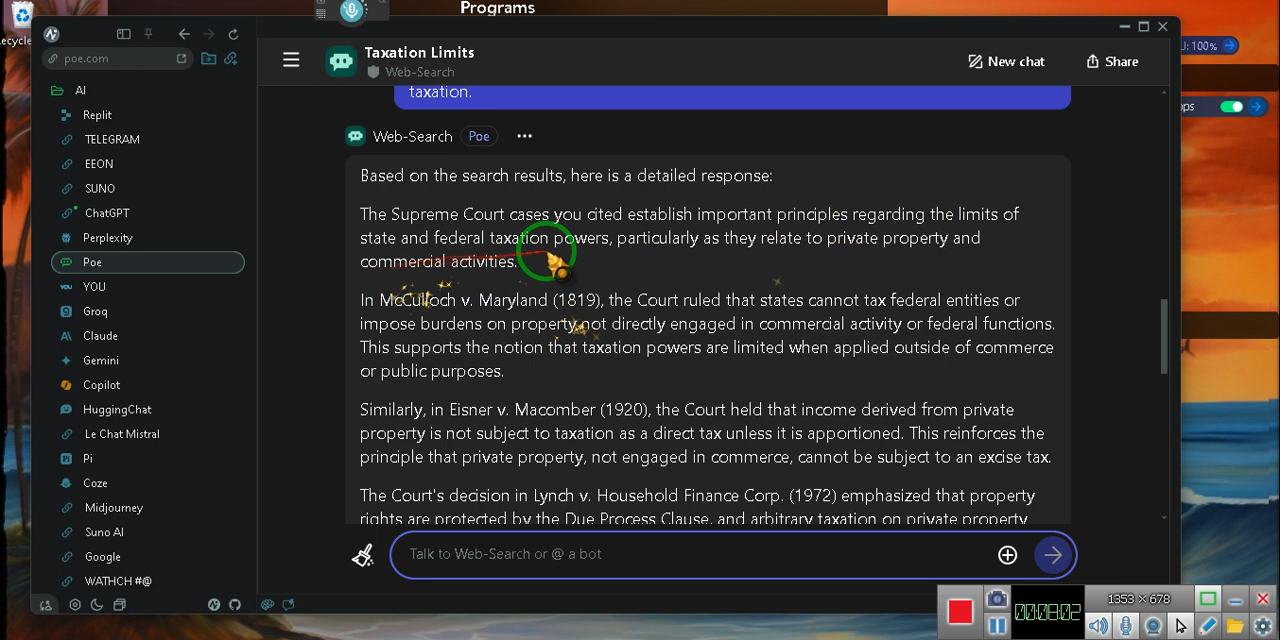 Programs
ecycle
poe.com
AI
Replit
TELEGRAM
EEON
SUNO
ChatGPT
Perplexity
Poe
YOU
Groq
Claude
Gemini
Copilot
HuggingChat
Le Chat Mistral
Pi
Coze
Midjourney
Suno AI
Google
WATHCH #@
Taxation Limits
Web-Search
New chat
Share
taxation.
Web-Search Poe
Based on the search results, here is a detailed response:
The Supreme Court cases you cited establish important principles regarding the limits of
state and federal taxation powers, particularly as they relate to private property and
commercial activities.
In McCulloch v. Maryland (1819), the Court ruled that states cannot tax federal entities or
impose burdens on property not directly engaged in commercial activity or federal functions.
This supports the notion that taxation powers are limited when applied outside of commerce
or public purposes.
Similarly, in Eisner v. Macomber (1920), the Court held that income derived from private
property is not subject to taxation as a direct tax unless it is apportioned. This reinforces the
principle that private property, not engaged in commerce, cannot be subject to an excise tax.
The Court's decision in Lynch v. Household Finance Corp. (1972) emphasized that property
rights are protected by the Due Process Clause, and arbitrary taxation on private property
Talk to Web-Search or @ a bot
J: 100%
ps
1353 × 678
00:08:02